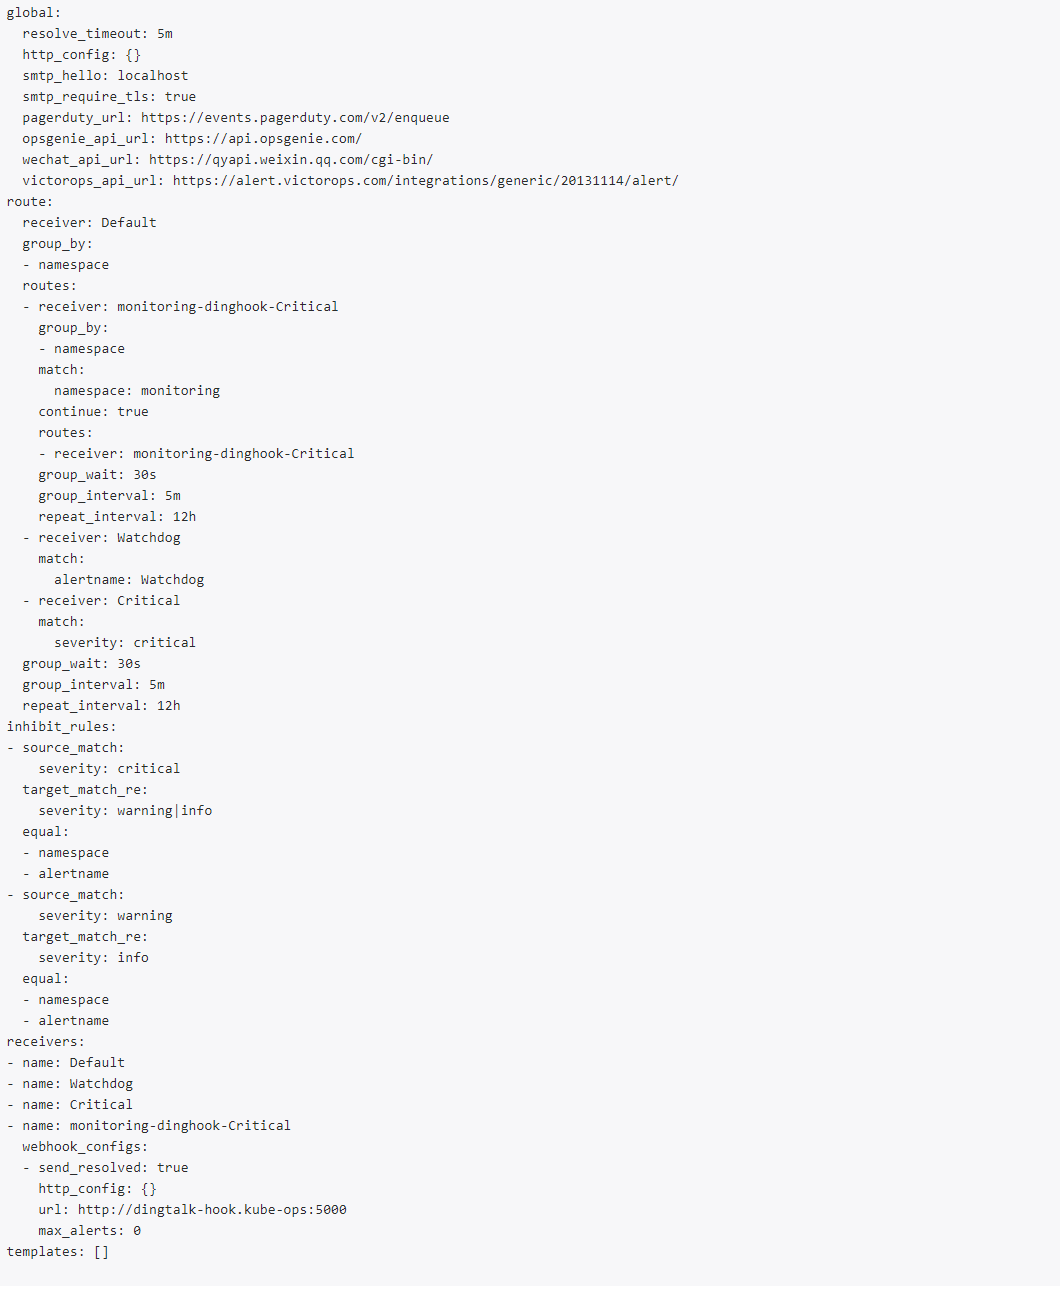 global:
  resolve_timeout: 5m
  http_config: {}
  smtp_hello: localhost
  smtp_require_tls: true
  pagerduty_url: https://events.pagerduty.com/v2/enqueue
  opsgenie_api_url: https://api.opsgenie.com/
  wechat_api_url: https://qyapi.weixin.qq.com/cgi-bin/
  victorops_api_url: https://alert.victorops.com/integrations/generic/20131114/alert/
route:
  receiver: Default
  group_by:
  - namespace
  routes:
  - receiver: monitoring-dinghook-Critical
    group_by:
    - namespace
    match:
      namespace: monitoring
    continue: true
    routes:
    - receiver: monitoring-dinghook-Critical
    group_wait: 30s
    group_interval: 5m
    repeat_interval: 12h
  - receiver: Watchdog
    match:
      alertname: Watchdog
  - receiver: Critical
    match:
      severity: critical
  group_wait: 30s
  group_interval: 5m
  repeat_interval: 12h
inhibit_rules:
- source_match:
    severity: critical
  target_match_re:
    severity: warning|info
  equal:
  - namespace
  - alertname
- source_match:
    severity: warning
  target_match_re:
    severity: info
  equal:
  - namespace
  - alertname
receivers:
- name: Default
- name: Watchdog
- name: Critical
- name: monitoring-dinghook-Critical
  webhook_configs:
  - send_resolved: true
    http_config: {}
    url: http://dingtalk-hook.kube-ops:5000
    max_alerts: 0
templates: []